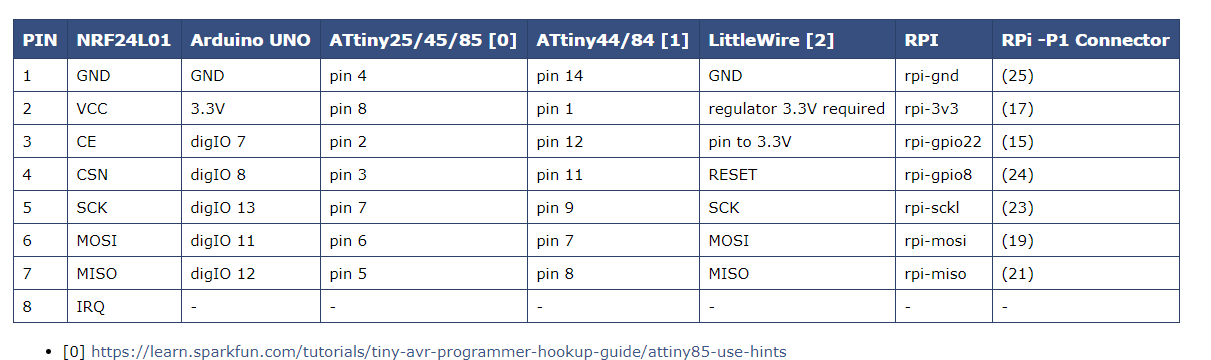 PIN NRF24L01 Arduino UNO ATtiny25/45/85 [0] ATtiny44/84 [1] LittleWire [2] RPI RPi -P1 Connector
1 GND GND pin 4 pin 14 GND rpi-gnd (25)
2 VCC 3.3V pin 8 pin 1 regulator 3.3V required rpi-3v3 (17)
3 CE digIO 7 pin 2 pin 12 pin to 3.3V rpi-gpio22 (15)
4 CSN digIO 8 pin 3 pin 11 RESET rpi-gpio8 (24)
5 SCK digIO 13 pin 7 pin 9 SCK rpi-sckl (23)
6 MOSI digIO 11 pin 6 pin 7 MOSI rpi-mosi (19)
7 MISO digIO 12 pin 5 pin 8 MISO rpi-miso (21)
8 IRQ - - - - - -
• [0] https://learn.sparkfun.com/tutorials/tiny-avr-programmer-hookup-guide/attiny85-use-hints